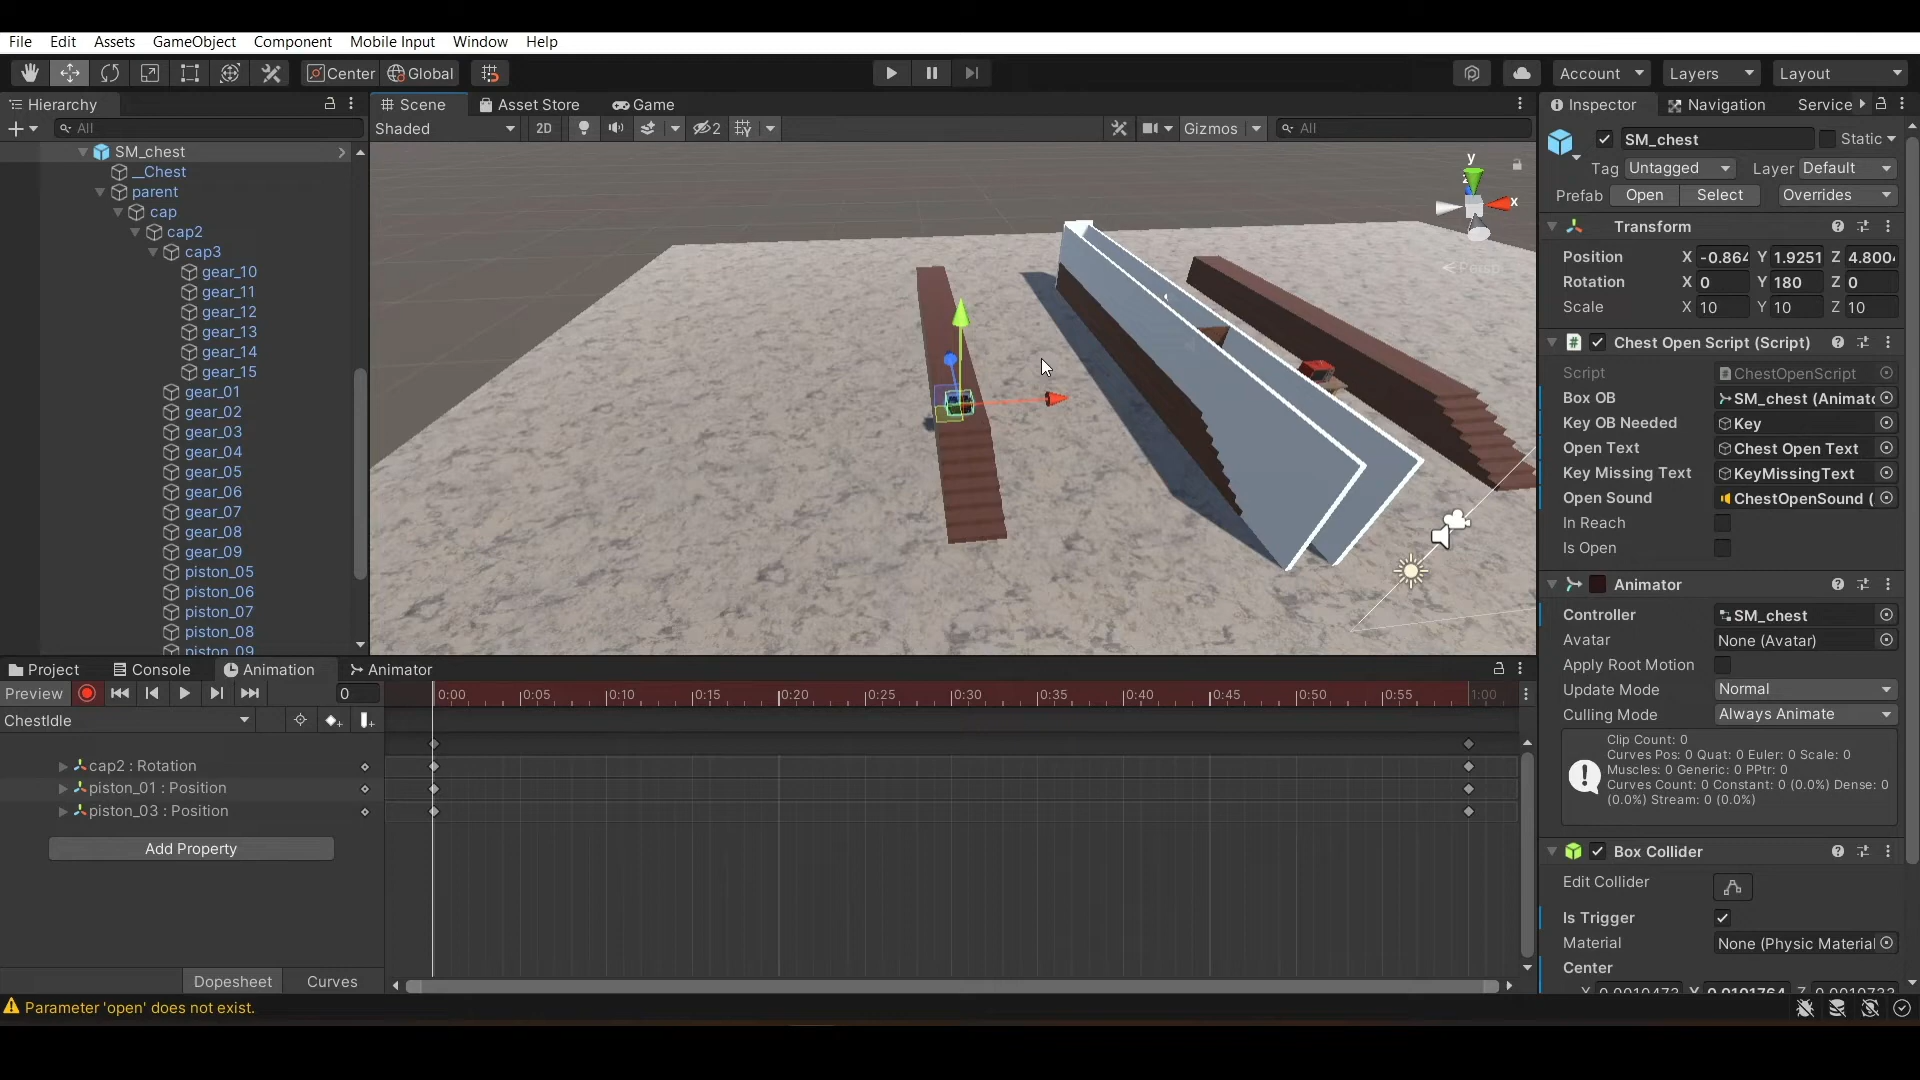 File Edit Assets GameObject Component Mobile Input Window Help
Center Global Account Layers Layout
Hierarchy
All
SM_chest
__Chest
parent
cap
cap2
cap3
gear_10
gear_11
gear_12
gear_13
gear_14
gear_15
gear_01
gear_02
gear_03
gear_04
gear_05
gear_06
gear_07
gear_08
gear_09
piston_05
piston_06
piston_07
piston_08
piston_09
Scene Asset Store Game
Shaded 2D 2 Gizmos All
y
x
Persp
Inspector Navigation Service
SM_chest Static
Tag Untagged Layer Default
Prefab Open Select Overrides
Transform
Position X -0.864 Y 1.9251 Z 4.800
Rotation X 0 Y 180 Z 0
Scale X 10 Y 10 Z 10
Chest Open Script (Script)
Script ChestOpenScript
Box OB SM_chest (Animato
Key OB Needed Key
Open Text Chest Open Text
Key Missing Text KeyMissingText
Open Sound ChestOpenSound (
In Reach
Is Open
Animator
Controller SM_chest
Avatar None (Avatar)
Apply Root Motion
Update Mode Normal
Culling Mode Always Animate
Clip Count: 0
Curves Pos: 0 Quat: 0 Euler: 0 Scale: 0
Muscles: 0 Generic: 0 PPtr: 0
Curves Count: 0 Constant: 0 (0.0%) Dense: 0
(0.0%) Stream: 0 (0.0%)
Box Collider
Edit Collider
Is Trigger
Material None (Physic Material
Center
Project Console Animation Animator
Preview 0
0:00 0:05 0:10 0:15 0:20 0:25 0:30 0:35 0:40 0:45 0:50 0:55 1:00
ChestIdle
cap2 : Rotation
piston_01 : Position
piston_03 : Position
Add Property
Dopesheet Curves
Parameter 'open' does not exist.